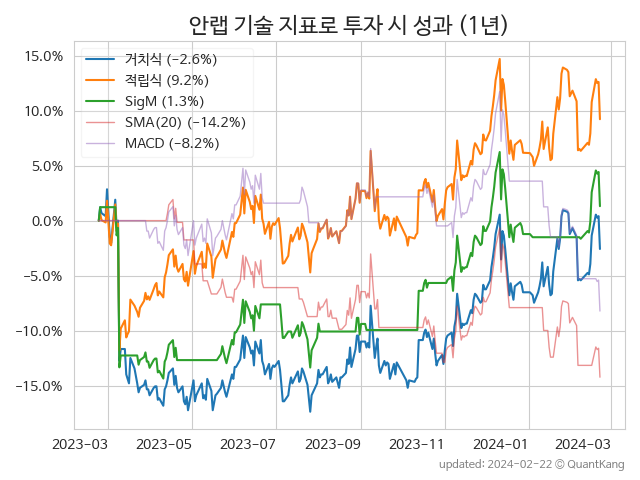 안랩 기술 지표로 투자 시 성과 (1년)
15.0%
10.0%
5.0%
0.0%
−5.0%
−10.0%
−15.0%
거치식 (−2.6%)
적립식 (9.2%)
SigM (1.3%)
SMA(20) (−14.2%)
MACD (−8.2%)
2023−03 2023−05 2023−07 2023−09 2023−11 2024−01 2024−03
updated: 2024−02−22 © QuantKang